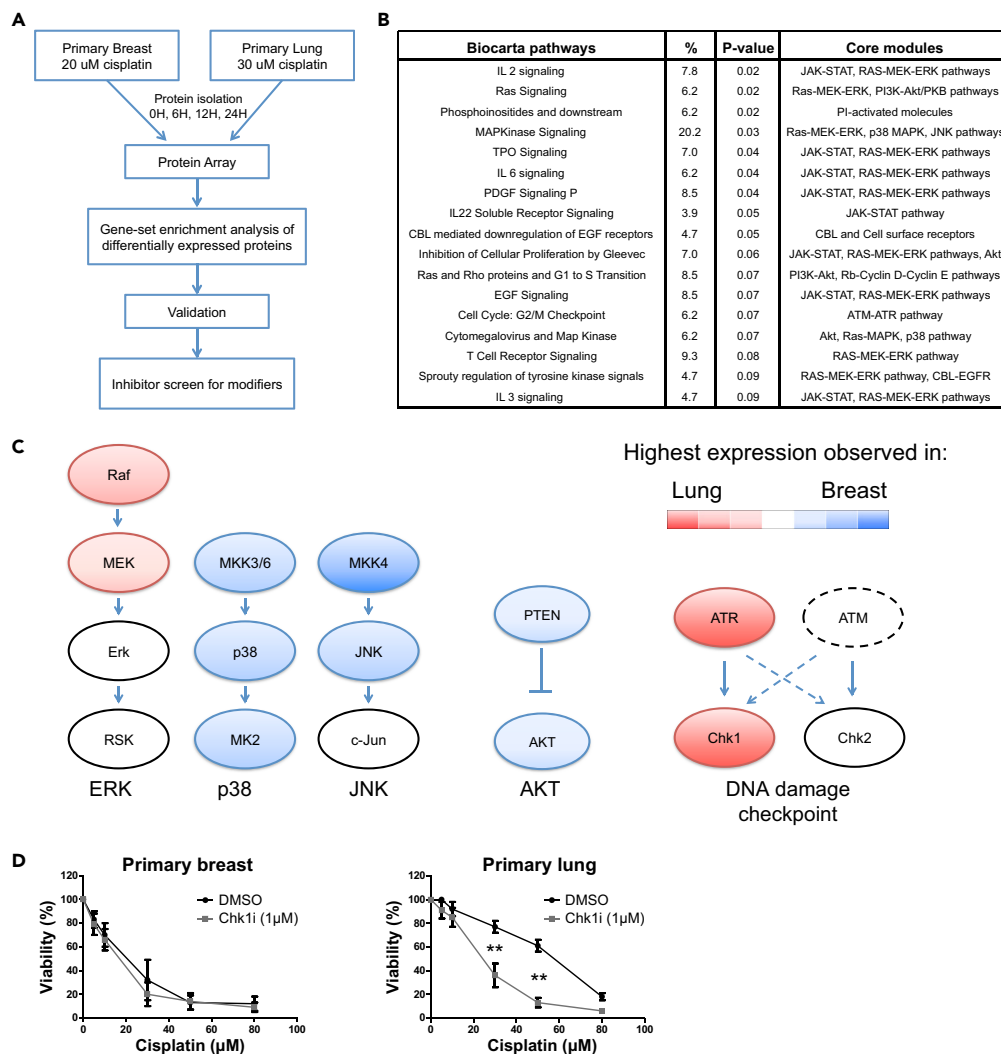 A
Primary Breast
20 uM cisplatin
Primary Lung
30 uM cisplatin
Protein isolation
0H, 6H, 12H, 24H
Protein Array
Gene-set enrichment analysis of
differentially expressed proteins
Validation
Inhibitor screen for modifiers
B
Biocarta pathways % P-value Core modules
IL 2 signaling 7.8 0.02 JAK-STAT, RAS-MEK-ERK pathways
Ras Signaling 6.2 0.02 Ras-MEK-ERK, PI3K-Akt/PKB pathways
Phosphoinositides and downstream 6.2 0.02 PI-activated molecules
MAPKinase Signaling 20.2 0.03 Ras-MEK-ERK, p38 MAPK, JNK pathways
TPO Signaling 7.0 0.04 JAK-STAT, RAS-MEK-ERK pathways
IL 6 signaling 6.2 0.04 JAK-STAT, RAS-MEK-ERK pathways
PDGF Signaling P 8.5 0.04 JAK-STAT, RAS-MEK-ERK pathways
IL22 Soluble Receptor Signaling 3.9 0.05 JAK-STAT pathway
CBL mediated downregulation of EGF receptors 4.7 0.05 CBL and Cell surface receptors
Inhibition of Cellular Proliferation by Gleevec 7.0 0.06 JAK-STAT, RAS-MEK-ERK pathways, Akt
Ras and Rho proteins and G1 to S Transition 8.5 0.07 PI3K-Akt, Rb-Cyclin D-Cyclin E pathways
EGF Signaling 8.5 0.07 JAK-STAT, RAS-MEK-ERK pathways
Cell Cycle: G2/M Checkpoint 6.2 0.07 ATM-ATR pathway
Cytomegalovirus and Map Kinase 6.2 0.07 Akt, Ras-MAPK, p38 pathway
T Cell Receptor Signaling 9.3 0.08 RAS-MEK-ERK pathway
Sprouty regulation of tyrosine kinase signals 4.7 0.09 RAS-MEK-ERK pathway, CBL-EGFR
IL 3 signaling 4.7 0.09 JAK-STAT, RAS-MEK-ERK pathways
C
Highest expression observed in:
Lung Breast
Raf
MEK MKK3/6 MKK4
PTEN ATR ATM
Erk p38 JNK
RSK MK2 c-Jun AKT Chk1 Chk2
ERK p38 JNK AKT DNA damage
checkpoint
D
Primary breast
Viability (%)
120
100
80
60
40
20
0
DMSO
Chk1i (1µM)
0 20 40 60 80 100
Cisplatin (µM)
Primary lung
Viability (%)
120
100
80
60
40
20
0
DMSO
Chk1i (1µM)
**
**
0 20 40 60 80 100
Cisplatin (µM)